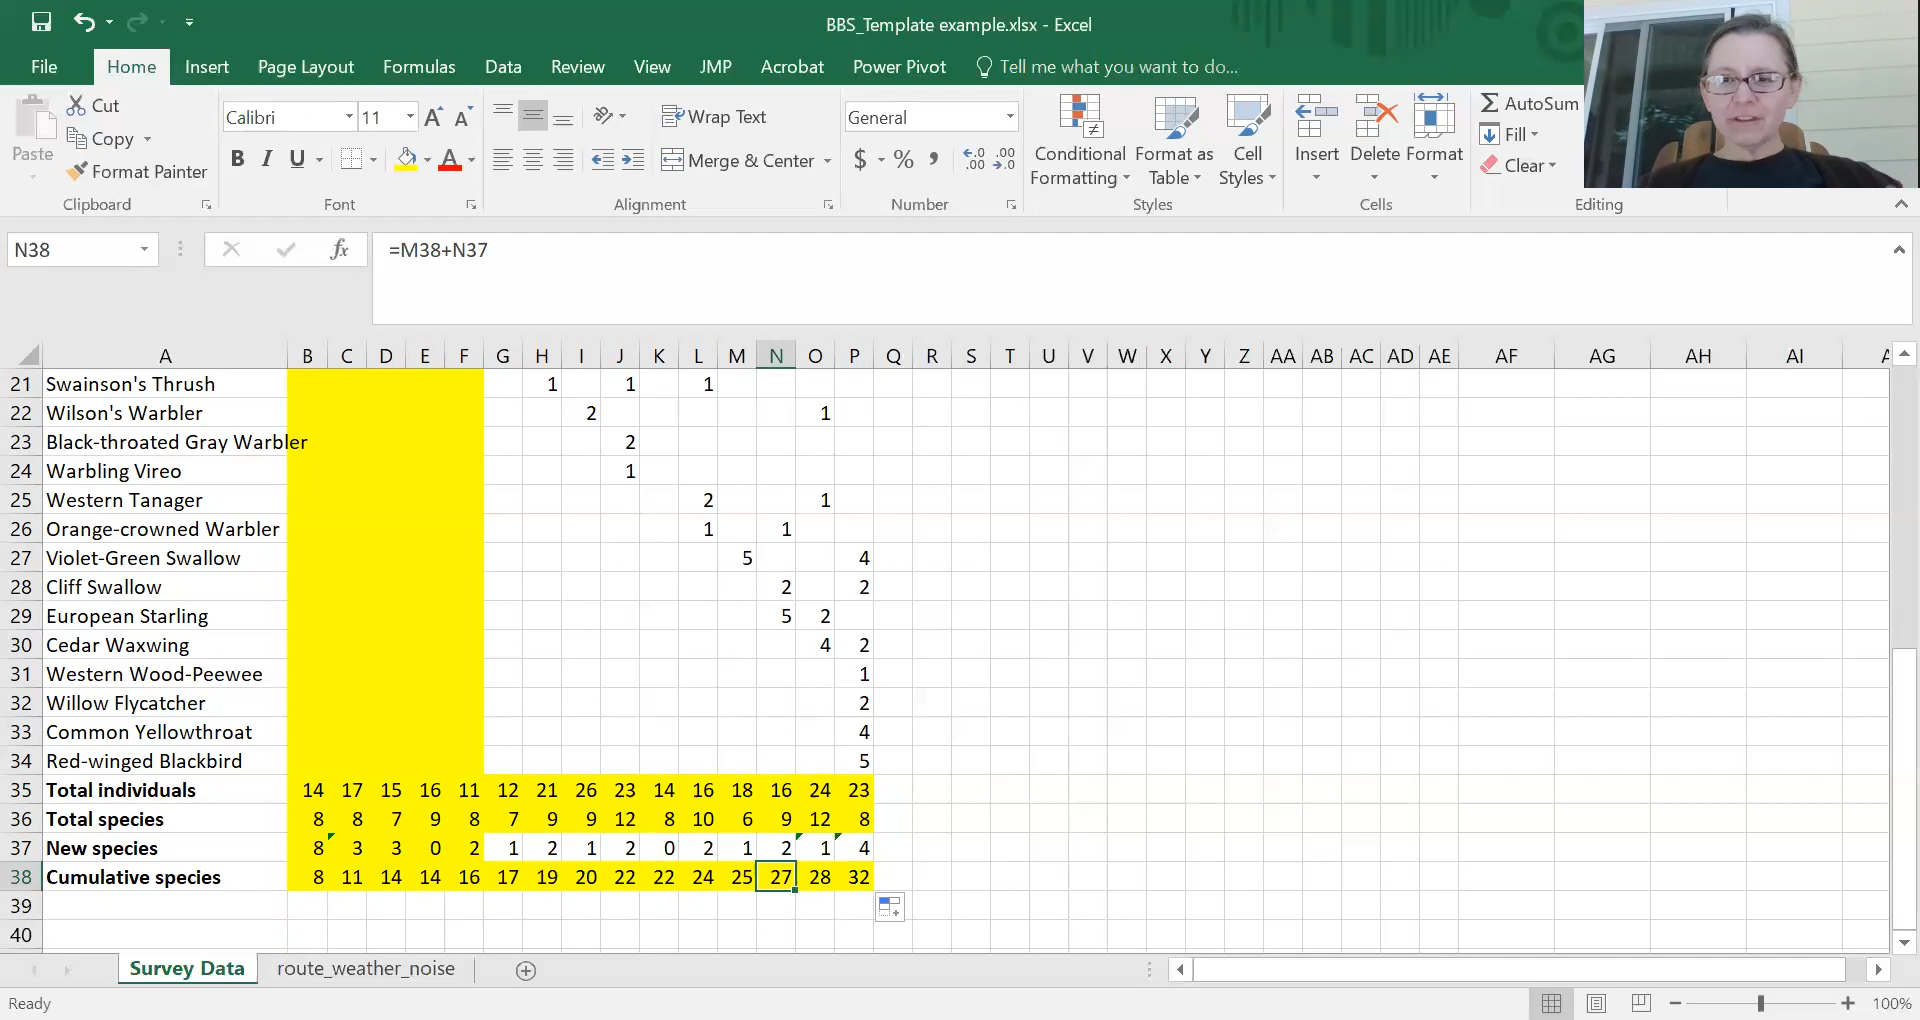 BBS_Template example.xlsx - Excel
File Home Insert Page Layout Formulas Data Review View JMP Acrobat Power Pivot Tell me what you want to do...
Paste
Cut
Copy
Format Painter
Clipboard
Calibri 11
B I U A
Font
Wrap Text
Merge & Center
Alignment
General
$ % , .00 .00
Number
Conditional Formatting
Format as Table
Cell Styles
Styles
Insert Delete Format
Cells
AutoSum
Fill
Clear
Editing
N38 fx =M38+N37
A B C D E F G H I J K L M N O P Q R S T U V W X Y Z AA AB AC AD AE AF AG AH AI A
21 Swainson's Thrush 1 1 1
22 Wilson's Warbler 2 1
23 Black-throated Gray Warbler 2
24 Warbling Vireo 1
25 Western Tanager 2 1
26 Orange-crowned Warbler 1 1
27 Violet-Green Swallow 5 4
28 Cliff Swallow 2 2
29 European Starling 5 2
30 Cedar Waxwing 4 2
31 Western Wood-Peewee 1
32 Willow Flycatcher 2
33 Common Yellowthroat 4
34 Red-winged Blackbird 5
35 Total individuals 14 17 15 16 11 12 21 26 23 14 16 18 16 24 23
36 Total species 8 8 7 9 8 7 9 9 12 8 10 6 9 12 8
37 New species 8 3 3 0 2 1 2 1 2 0 2 1 2 1 4
38 Cumulative species 8 11 14 14 16 17 19 20 22 22 24 25 27 28 32
39
40
Survey Data route_weather_noise
Ready 100%